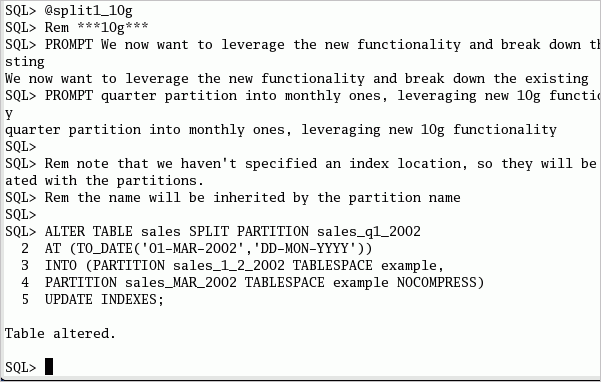 SQL> @split1_10g
SQL> Rem ***10g***
SQL> PROMPT We now want to leverage the new functionality and break down the
sting
We now want to leverage the new functionality and break down the existing
SQL> PROMPT quarter partition into monthly ones, leveraging new 10g
y
quarter partition into monthly ones, leveraging new 10g functionality
SQL>
SQL> Rem note that we haven't specified an index location, so they will be
ated with the partitions.
SQL> Rem the name will be inherited by the partition name
SQL>
SQL> ALTER TABLE sales SPLIT PARTITION sales_q1_2002
2 AT (TO_DATE('01-MAR-2002','DD-MON-YYYY'))
3 INTO (PARTITION sales_1_2_2002 TABLESPACE example,
4 PARTITION sales_MAR_2002 TABLESPACE example NOCOMPRESS)
5 UPDATE INDEXES;
Table altered.
SQL>